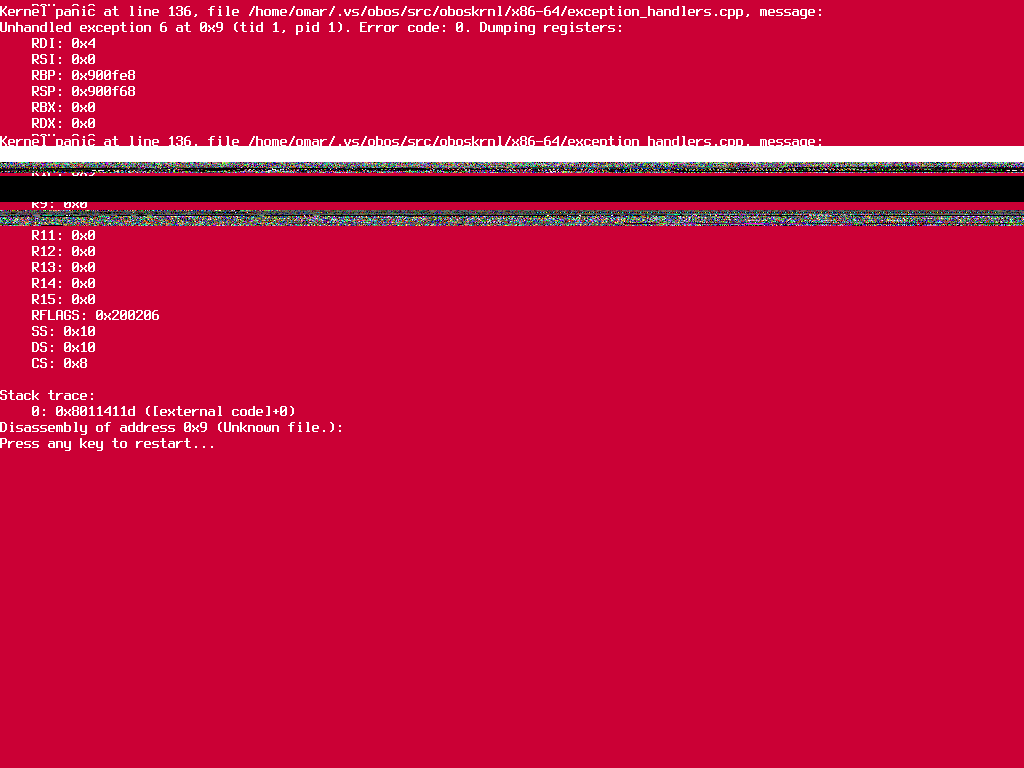 Kernel panic at line 136, file /home/omar/.vs/obos/src/oboskrnl/x86-64/exception_handlers.cpp, message:
Unhandled exception 6 at 0x9 (tid 1, pid 1). Error code: 0. Dumping registers:
RDI: 0x4
RSI: 0x0
RBP: 0x900fe8
RSP: 0x900f68
RBX: 0x0
RDX: 0x0
Kernel panic at line 136, file /home/omar/.vs/obos/src/oboskrnl/x86-64/exception_handlers.cpp, message:
R9: 0x0
R11: 0x0
R12: 0x0
R13: 0x0
R14: 0x0
R15: 0x0
RFLAGS: 0x200206
SS: 0x10
DS: 0x10
CS: 0x8
Stack trace:
0: 0x8011411d ([external code]+0)
Disassembly of address 0x9 (Unknown file.):
Press any key to restart...